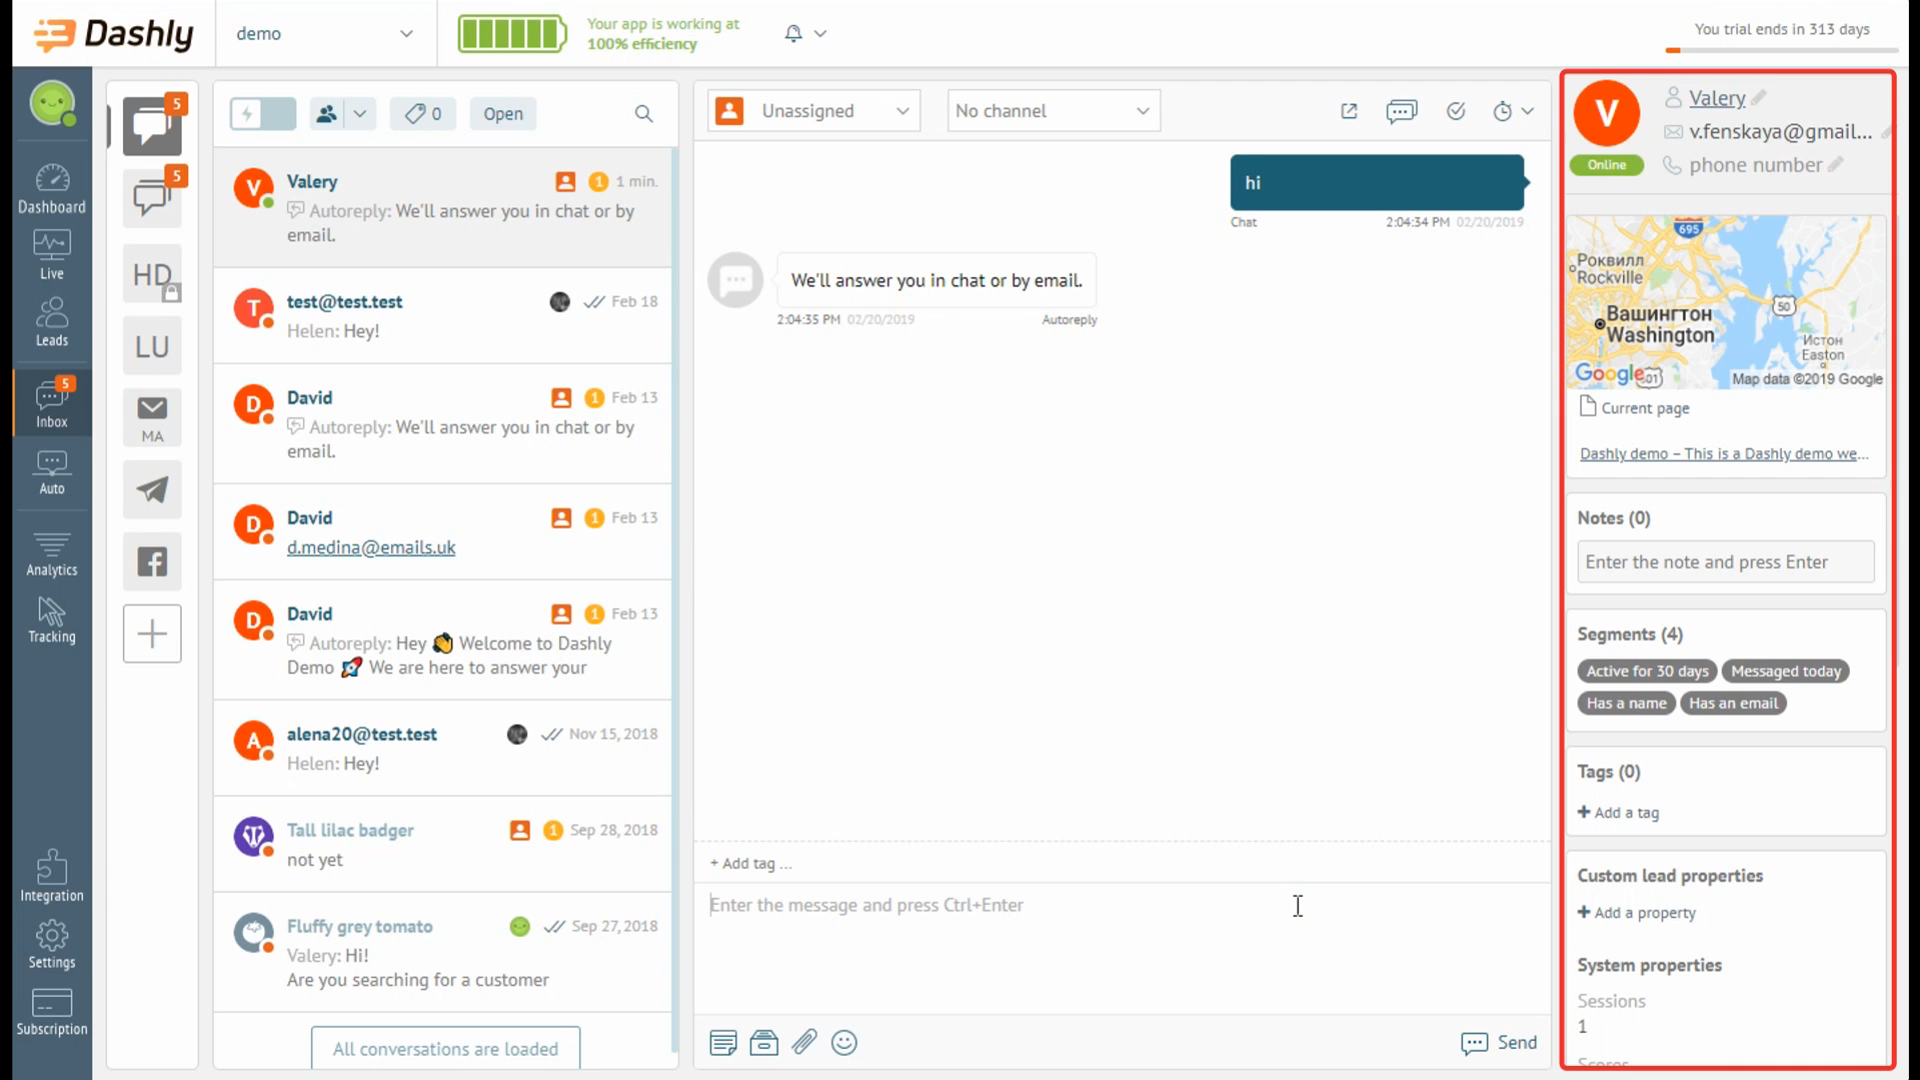 Dashly
demo
Your app is working at
100% efficiency
You trial ends in 313 days
Dashboard
Live
Leads
5
Inbox
Auto
Analytics
Tracking
Integration
Settings
Subscription
5
5
HD
LU
MA
0
Open
V
Valery
1
1 min.
Autoreply: We'll answer you in chat or by
email.
T
test@test.test
Feb 18
Helen: Hey!
D
David
1
Feb 13
Autoreply: We'll answer you in chat or by
email.
D
David
1
Feb 13
d.medina@emails.uk
D
David
1
Feb 13
Autoreply: Hey 👏 Welcome to Dashly
Demo 🚀 We are here to answer your
A
alena20@test.test
Nov 15, 2018
Helen: Hey!
Tall lilac badger
1
Sep 28, 2018
not yet
Fluffy grey tomato
Sep 27, 2018
Valery: Hi!
Are you searching for a customer
All conversations are loaded
Unassigned
No channel
hi
Chat
2:04:34 PM 02/20/2019
We'll answer you in chat or by email.
2:04:35 PM 02/20/2019
Autoreply
+ Add tag ...
Enter the message and press Ctrl+Enter
Send
V
Online
Valery
v.fenskaya@gmail...
phone number
695
Роквилл
Rockville
50
Вашингтон
Washington
Истон
Easton
Google
Map data ©2019 Google
Current page
Dashly demo – This is a Dashly demo we...
Notes (0)
Enter the note and press Enter
Segments (4)
Active for 30 days
Messaged today
Has a name
Has an email
Tags (0)
+ Add a tag
Custom lead properties
+ Add a property
System properties
Sessions
1